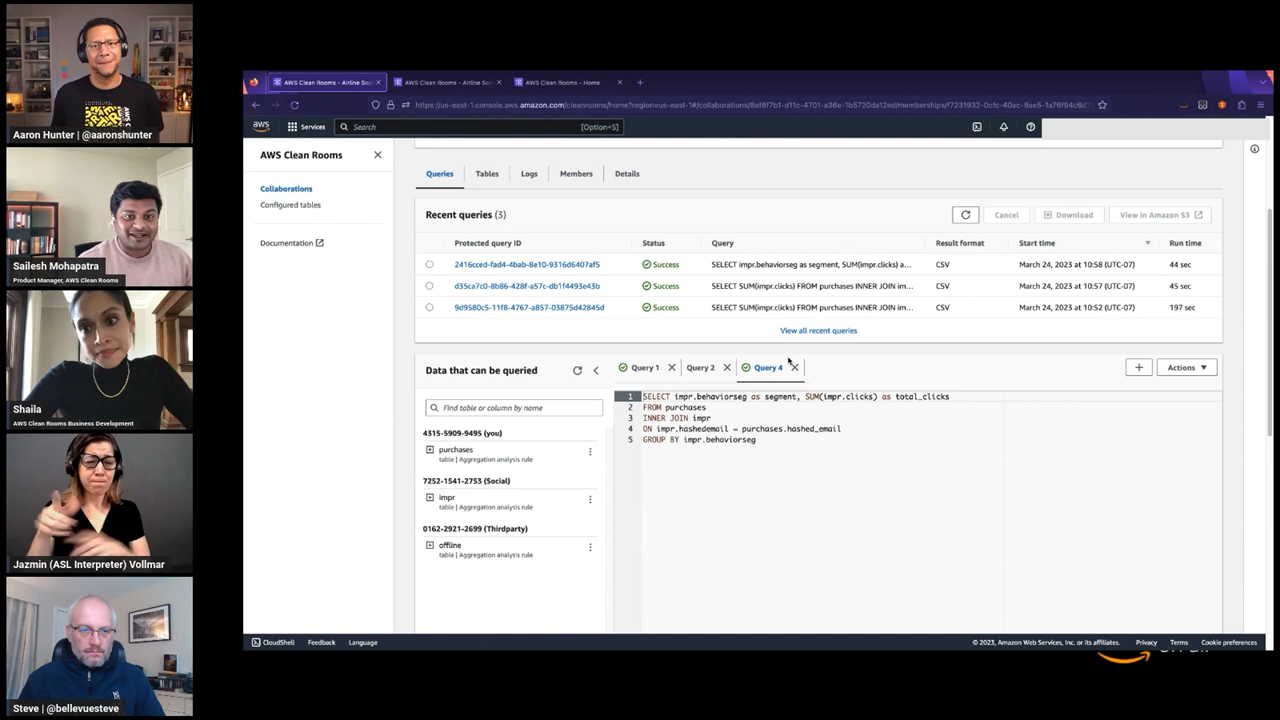 Aaron Hunter | @aaronshunter
Sailesh Mohapatra
Product Manager, AWS Clean Rooms
Shaila
AWS Clean Rooms Business Development
Jazmin (ASL Interpreter) Vollmar
Steve | @bellevuesteve
AWS Clean Rooms - Airline Soc
AWS Clean Rooms - Airline Soc
AWS Clean Rooms - Home
aws
Services
Search
[Option+S]
AWS Clean Rooms
Collaborations
Configured tables
Documentation
Queries
Tables
Logs
Members
Details
Recent queries (3)
Cancel
Download
View in Amazon S3
Protected query ID
Status
Query
Result format
Start time
Run time
2416cced-fad4-4bab-8e10-9316d6407af5 Success SELECT impr.behaviorseg as segment, SUM(impr.clicks) a... CSV March 24, 2023 at 10:58 (UTC-07) 44 sec
d35ca7c0-8b86-428f-a57c-db1f4493e43b Success SELECT SUM(impr.clicks) FROM purchases INNER JOIN im... CSV March 24, 2023 at 10:57 (UTC-07) 45 sec
9d9580c5-11f8-4767-a857-03875d42845d Success SELECT SUM(impr.clicks) FROM purchases INNER JOIN im... CSV March 24, 2023 at 10:52 (UTC-07) 197 sec
View all recent queries
Data that can be queried
Find table or column by name
4315-5909-9495 (you)
purchases
table | Aggregation analysis rule
7252-1541-2753 (Social)
impr
table | Aggregation analysis rule
0162-2921-2699 (Thirdparty)
offline
table | Aggregation analysis rule
Query 1
Query 2
Query 4
Actions
1 SELECT impr.behaviorseg as segment, SUM(impr.clicks) as total_clicks
2 FROM purchases
3 INNER JOIN impr
4 ON impr.hashedemail = purchases.hashed_email
5 GROUP BY impr.behaviorseg
CloudShell
Feedback
Language
© 2023, Amazon Web Services, Inc. or its affiliates.
Privacy
Terms
Cookie preferences